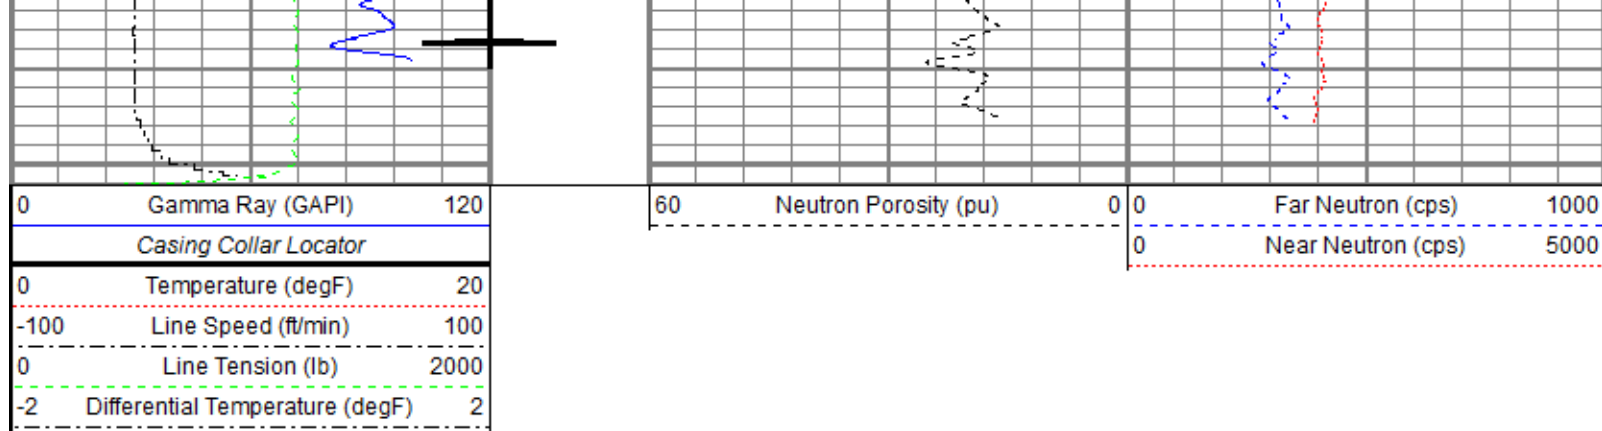 0 Gamma Ray (GAPI) 120
Casing Collar Locator
0 Temperature (degF) 20
-100 Line Speed (ft/min) 100
0 Line Tension (lb) 2000
-2 Differential Temperature (degF) 2
60 Neutron Porosity (pu) 0
0 Far Neutron (cps) 1000
0 Near Neutron (cps) 5000